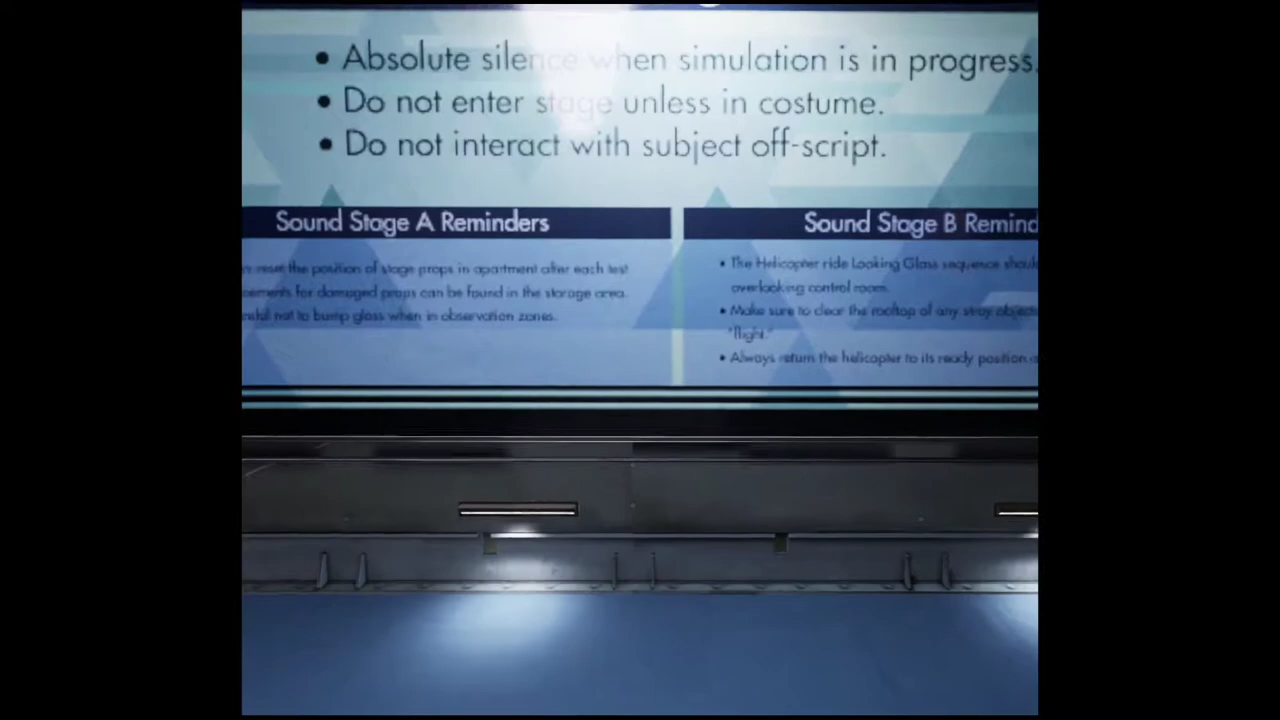 • Absolute silence when simulation is in progress.
• Do not enter stage unless in costume.
• Do not interact with subject off-script.
Sound Stage A Reminders
reset the position of stage props in apartment after each test
for damaged props can be found in the storage area.
not to bump glass when in observation zones.
Sound Stage B Remind
• The Helicopter ride Looking Glass sequence shoul
overlooking control room.
• Make sure to clear the rooftop of any stray objects
"flight."
• Always return the helicopter to its ready position